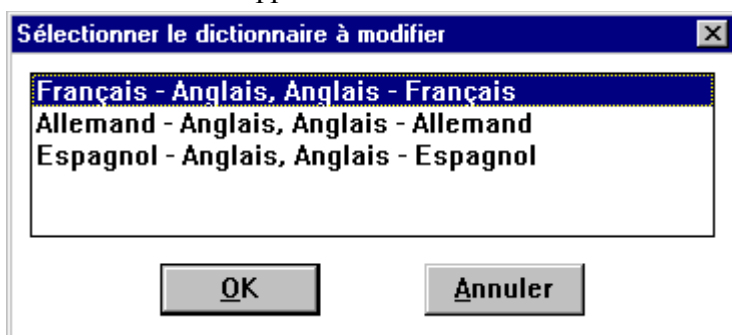 Sélectionner le dictionnaire à modifier
Français - Anglais, Anglais - Français
Allemand - Anglais, Anglais - Allemand
Espagnol - Anglais, Anglais - Espagnol
OK
Annuler